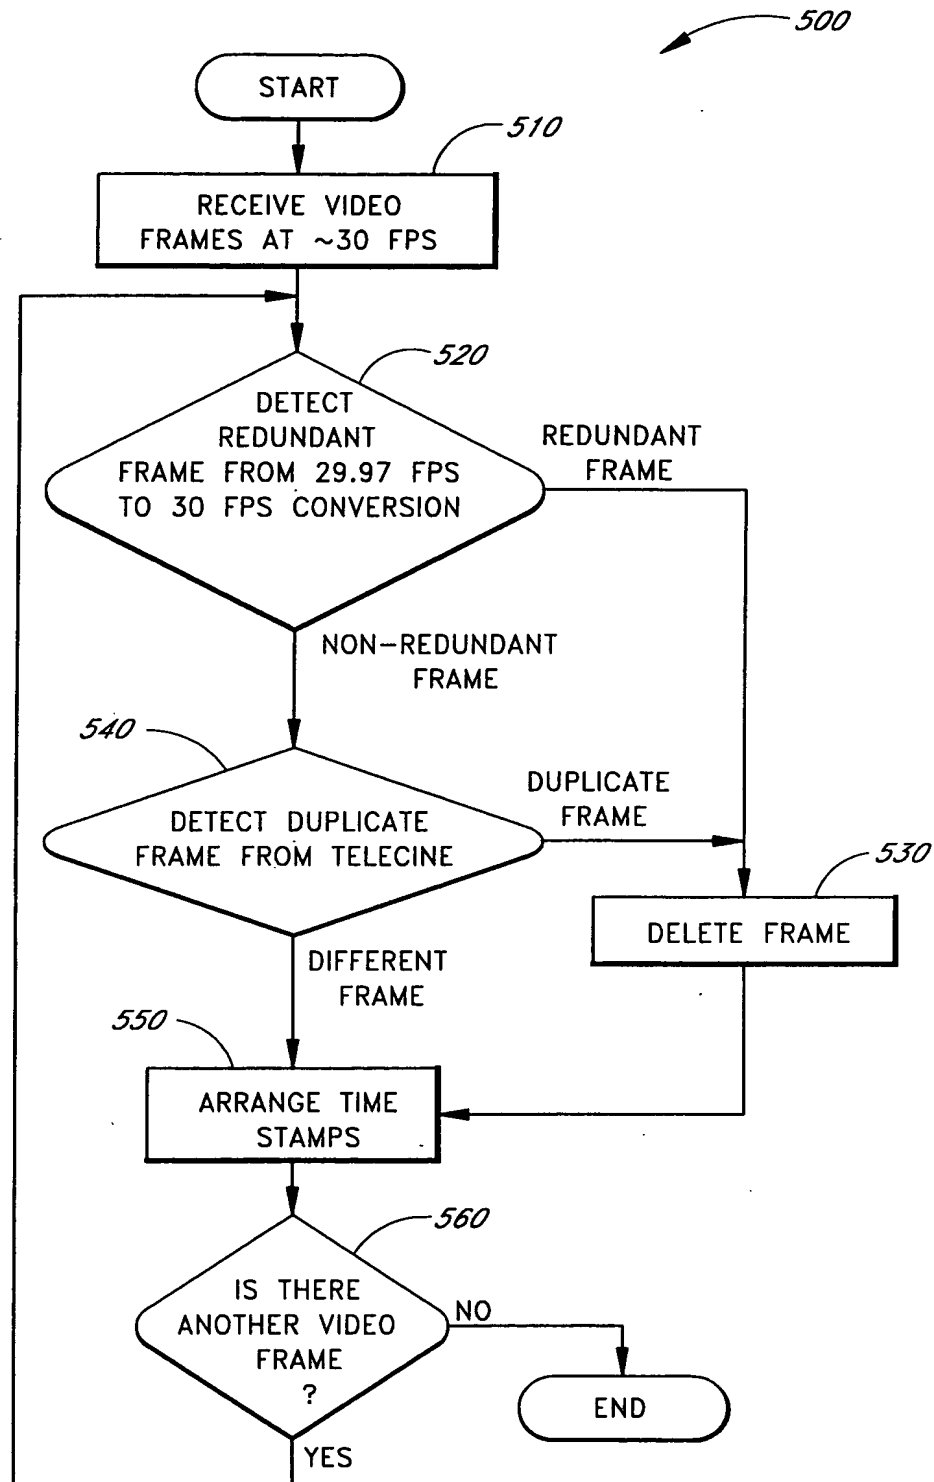 500
START
510
RECEIVE VIDEO
FRAMES AT ~30 FPS
520
DETECT
REDUNDANT
FRAME FROM 29.97 FPS
TO 30 FPS CONVERSION
REDUNDANT
FRAME
NON-REDUNDANT
FRAME
540
DETECT DUPLICATE
FRAME FROM TELECINE
DUPLICATE
FRAME
530
DELETE FRAME
DIFFERENT
FRAME
550
ARRANGE TIME
STAMPS
560
IS THERE
ANOTHER VIDEO
FRAME
?
NO
END
YES